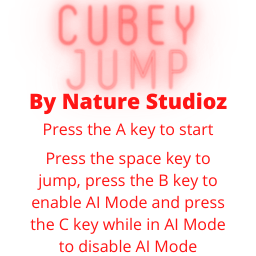 CUBEY
JUMP
By Nature Studioz
Press the A key to start
Press the space key to
jump, press the B key to
enable AI Mode and press
the C key while in AI Mode
to disable AI Mode